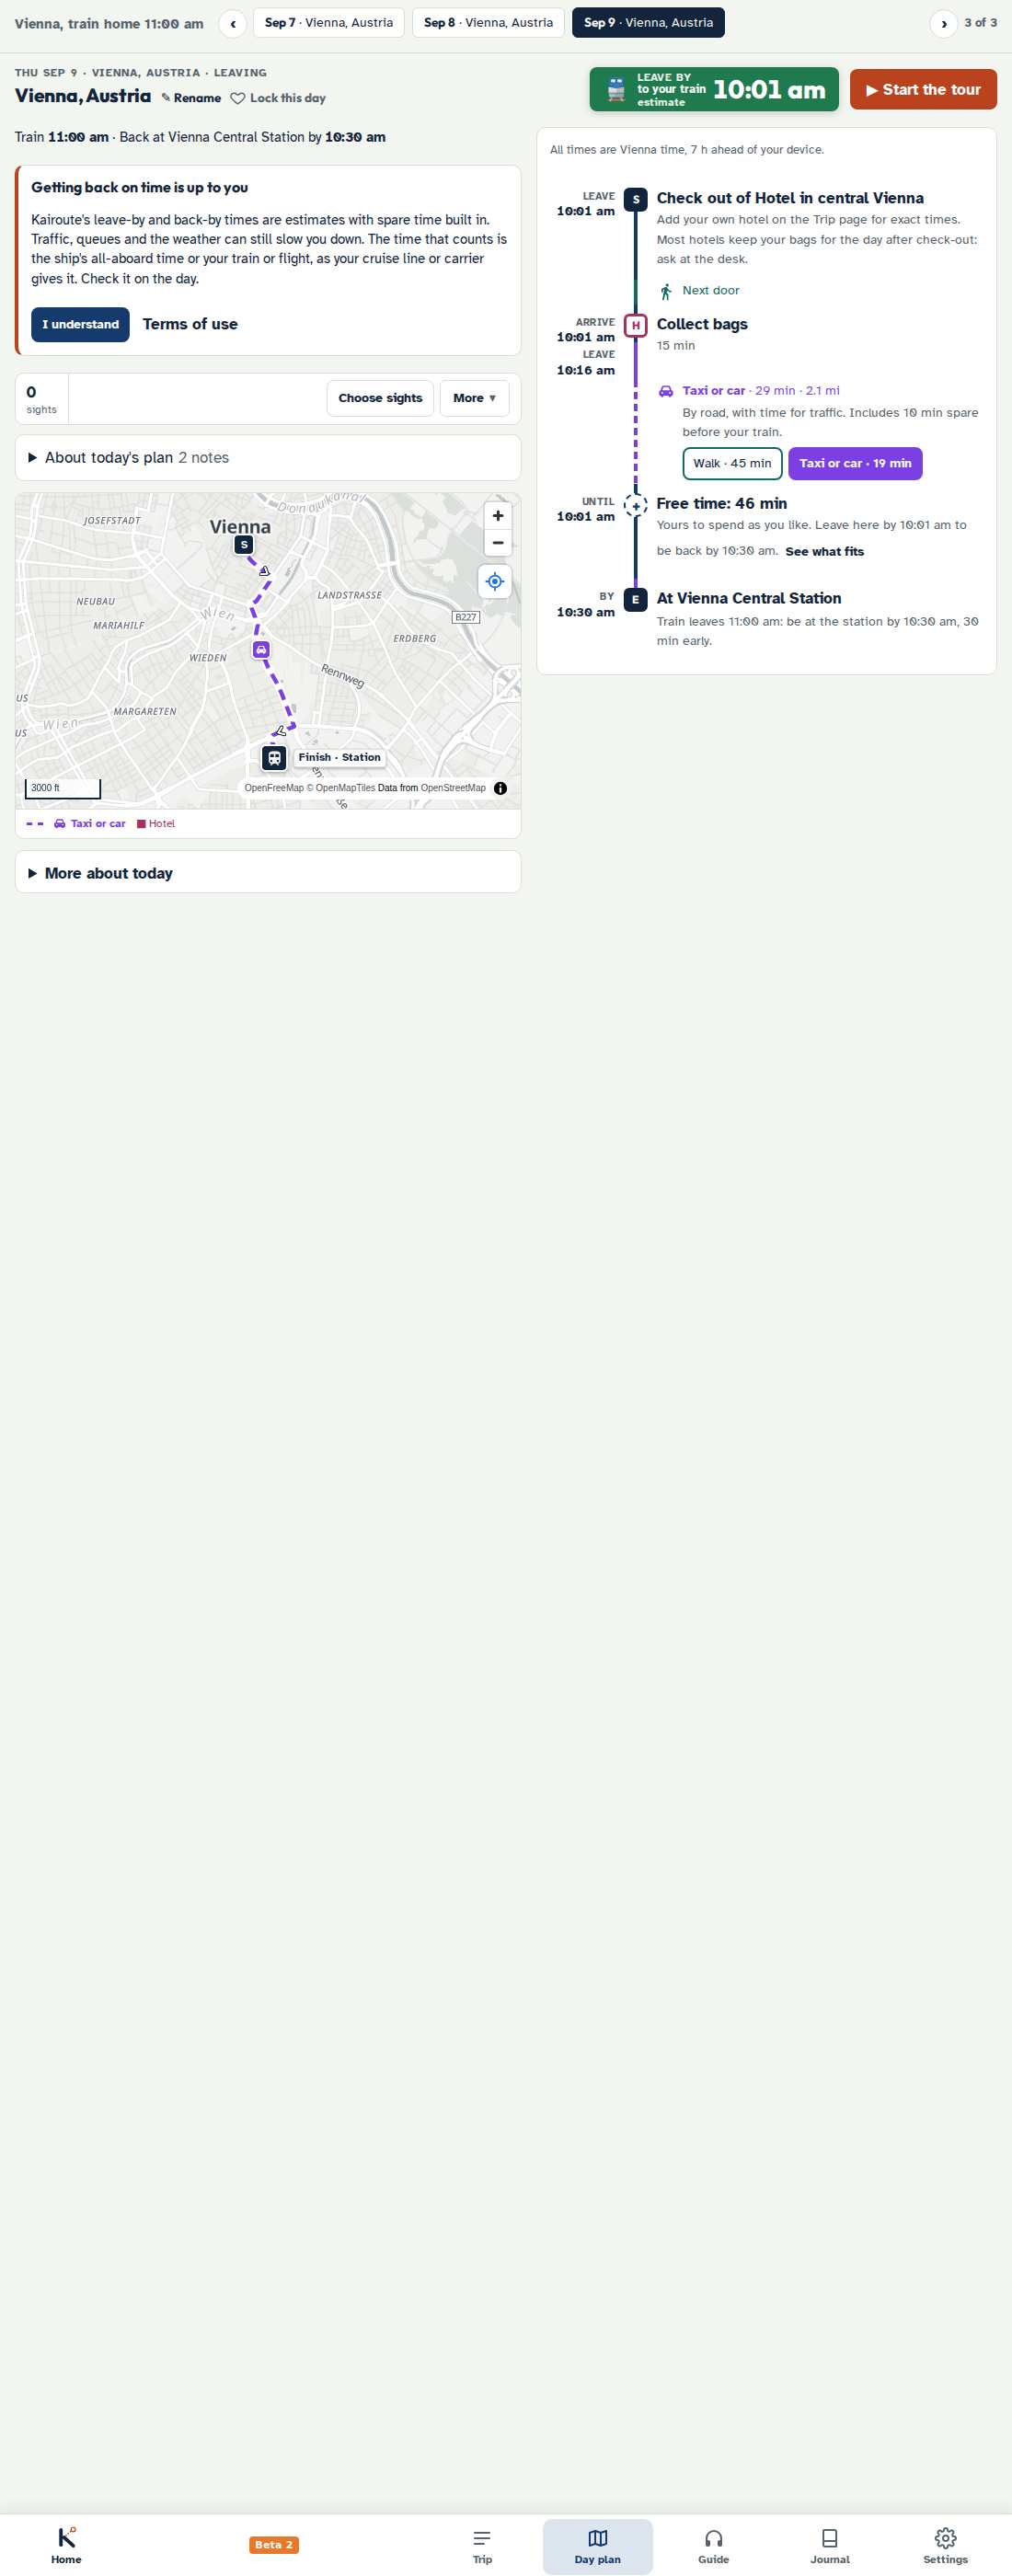 Vienna, train home 11:00 am
‹
Sep 7 · Vienna, Austria
Sep 8 · Vienna, Austria
Sep 9 · Vienna, Austria
›
3 of 3
THU SEP 9 · VIENNA, AUSTRIA · LEAVING
Vienna, Austria
✎ Rename
Lock this day
LEAVE BY
to your train
estimate
10:01 am
▶ Start the tour
Train 11:00 am · Back at Vienna Central Station by 10:30 am
Getting back on time is up to you
Kairoute's leave-by and back-by times are estimates with spare time built in.
Traffic, queues and the weather can still slow you down. The time that counts is
the ship's all-aboard time or your train or flight, as your cruise line or carrier
gives it. Check it on the day.
I understand
Terms of use
0
sights
Choose sights
More ▼
▶ About today's plan 2 notes
Donaukanal
JOSEFSTADT
Vienna
S
+
−
NEUBAU
LANDSTRASSE
MARIAHILF
Wien
B227
WIEDEN
ERDBERG
Rennweg
US
MARGARETEN
Wien
US
Finish · Station
3000 ft
OpenFreeMap © OpenMapTiles Data from OpenStreetMap
Taxi or car
Hotel
▶ More about today
All times are Vienna time, 7 h ahead of your device.
LEAVE
10:01 am
S
Check out of Hotel in central Vienna
Add your own hotel on the Trip page for exact times.
Most hotels keep your bags for the day after check-out:
ask at the desk.
Next door
ARRIVE
10:01 am
LEAVE
10:16 am
H
Collect bags
15 min
Taxi or car · 29 min · 2.1 mi
By road, with time for traffic. Includes 10 min spare
before your train.
Walk · 45 min
Taxi or car · 19 min
UNTIL
10:01 am
+
Free time: 46 min
Yours to spend as you like. Leave here by 10:01 am to
be back by 10:30 am. See what fits
BY
10:30 am
E
At Vienna Central Station
Train leaves 11:00 am: be at the station by 10:30 am, 30
min early.
Home
Beta 2
Trip
Day plan
Guide
Journal
Settings